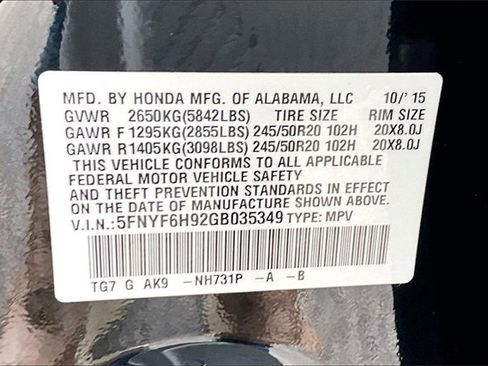 MFD. BY HONDA MFG. OF ALABAMA, LLC 10/'15
GVWR 2650KG(5842LBS) TIRE SIZE RIM SIZE
GAWR F 1295KG(2855LBS) 245/50R20 102H 20X8.0J
GAWR R1405KG(3098LBS) 245/50R20 102H 20X8.0J
THIS VEHICLE CONFORMS TO ALL APPLICABLE
FEDERAL MOTOR VEHICLE SAFETY
AND THEFT PREVENTION STANDARDS IN EFFECT
ON THE DATE OF MANUFACTURE SHOWN ABOVE.
V.I.N.: 5FNYF6H92GB035349 TYPE: MPV
TG7 G AK9 -NH731P -A -B